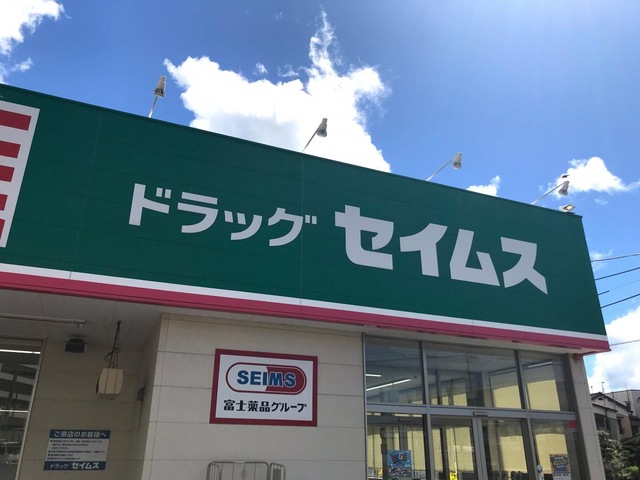 ドラッグ セイムス
SEIMS
富士薬品グループ
ご来店のお客様へ
ドラッグ セイムス